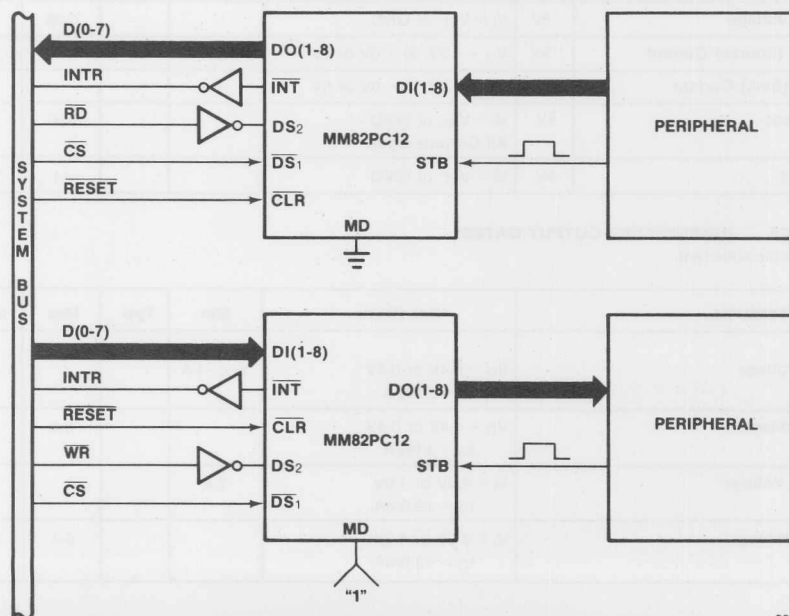 D(0-7)
DO(1-8)
INTR
INT
DI(1-8)
RD
DS₂
MM82PC12
PERIPHERAL
CS
DS₁
STB
RESET
CLR
MD
SYSTEM BUS
D(0-7)
DI(1-8)
INTR
INT
DO(1-8)
RESET
CLR
MM82PC12
PERIPHERAL
WR
DS₂
STB
CS
DS₁
MD
"1"